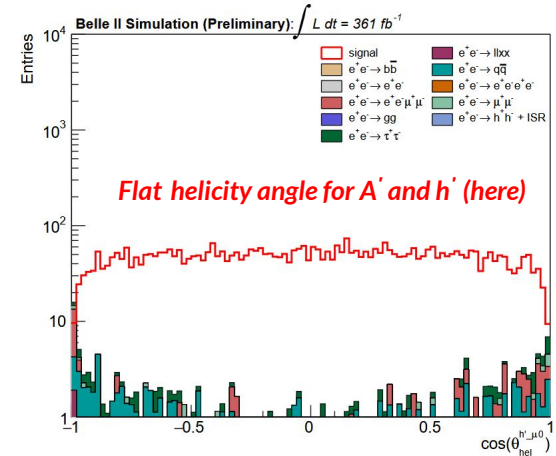 Belle II Simulation (Preliminary): ∫ L dt = 361 fb⁻¹
Entries
10⁴
10³
10²
10
1
signal
e⁺e⁻→ bb̅
e⁺e⁻→ e⁺e⁻
e⁺e⁻→ e⁺e⁻μ⁺μ⁻
e⁺e⁻→ gg
e⁺e⁻→ τ⁺τ⁻
e⁺e⁻→ llxx
e⁺e⁻→ qq̅
e⁺e⁻→ e⁺e⁻e⁺e⁻
e⁺e⁻→ μ⁺μ⁻
e⁺e⁻→ h⁺h⁻ + ISR
Flat helicity angle for A' and h' (here)
−1 −0.5 0 0.5 1
cos(θ_hel^{h'_μ0})